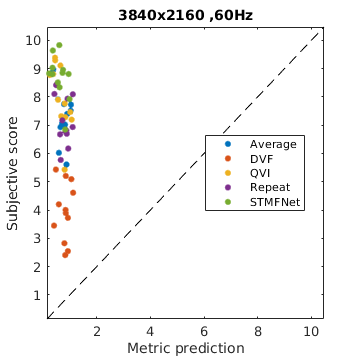 3840x2160 ,60Hz
Subjective score
10
9
8
7
6
5
4
3
2
1
Average
DVF
QVI
Repeat
STMFNet
2 4 6 8 10
Metric prediction